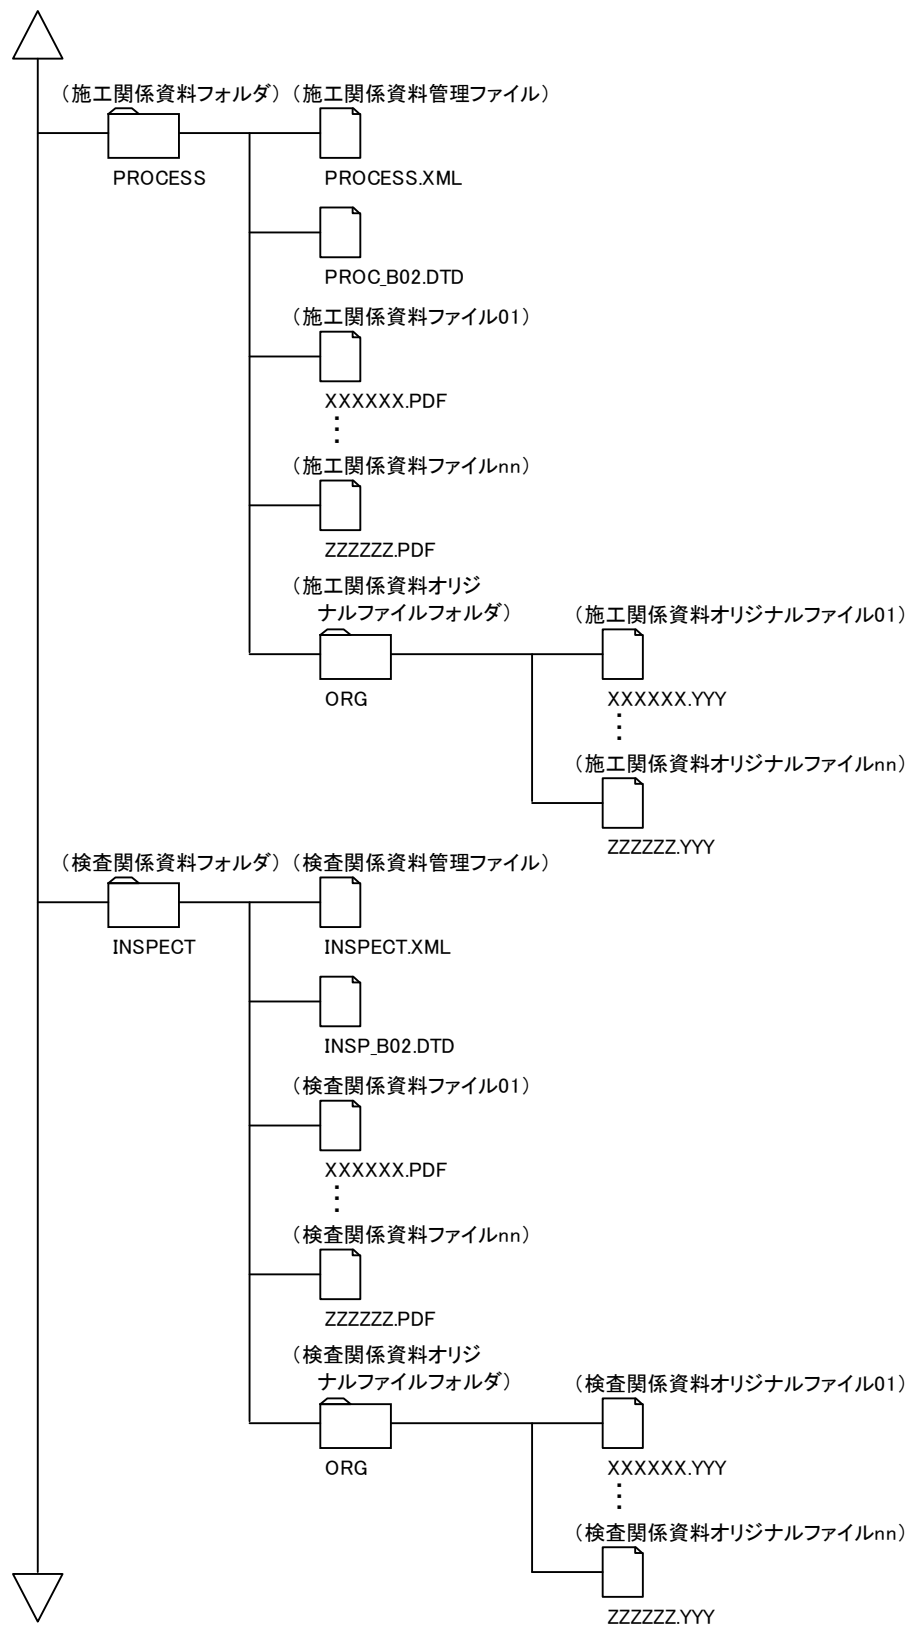 （施工関係資料フォルダ）（施工関係資料管理ファイル）
PROCESS
PROCESS.XML
PROC_B02.DTD
（施工関係資料ファイル01）
XXXXXX.PDF
（施工関係資料ファイルnn）
ZZZZZZ.PDF
（施工関係資料オリジ
ナルファイルフォルダ）
ORG
（施工関係資料オリジナルファイル01）
XXXXXX.YYY
（施工関係資料オリジナルファイルnn）
ZZZZZZ.YYY
（検査関係資料フォルダ）（検査関係資料管理ファイル）
INSPECT
INSPECT.XML
INSP_B02.DTD
（検査関係資料ファイル01）
XXXXXX.PDF
（検査関係資料ファイルnn）
ZZZZZZ.PDF
（検査関係資料オリジ
ナルファイルフォルダ）
ORG
（検査関係資料オリジナルファイル01）
XXXXXX.YYY
（検査関係資料オリジナルファイルnn）
ZZZZZZ.YYY